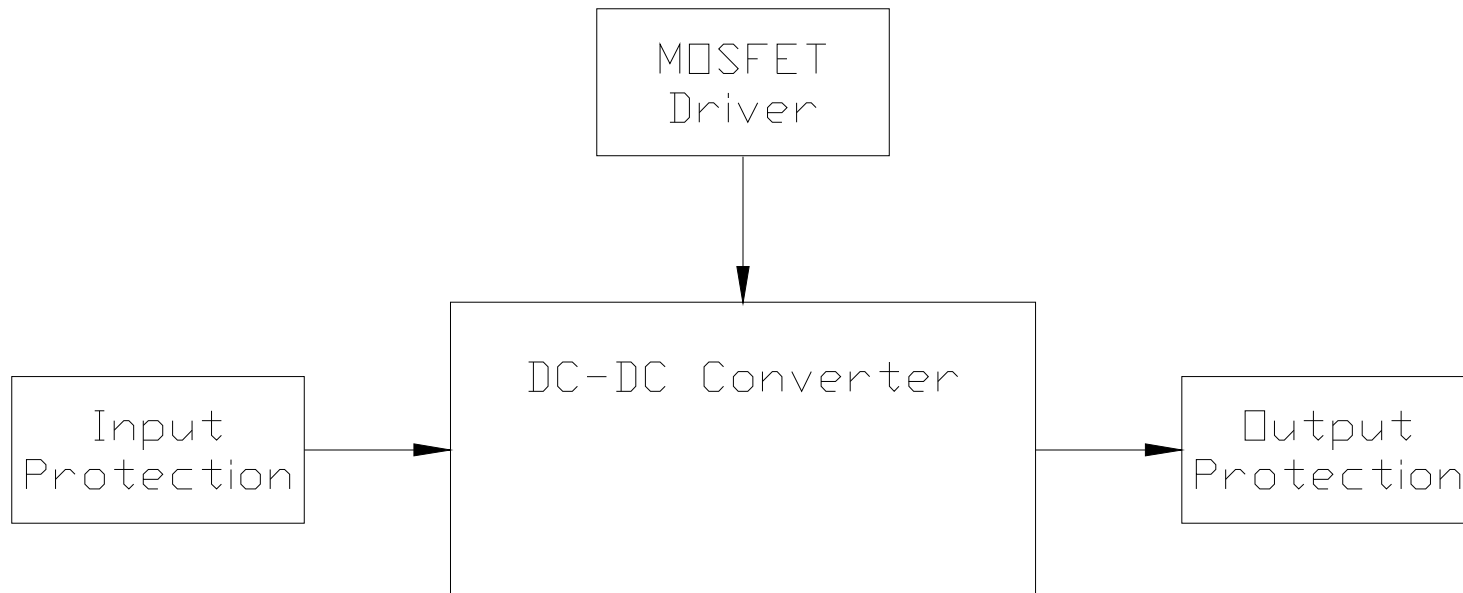 MOSFET
Driver
DC-DC Converter
Input
Protection
Output
Protection